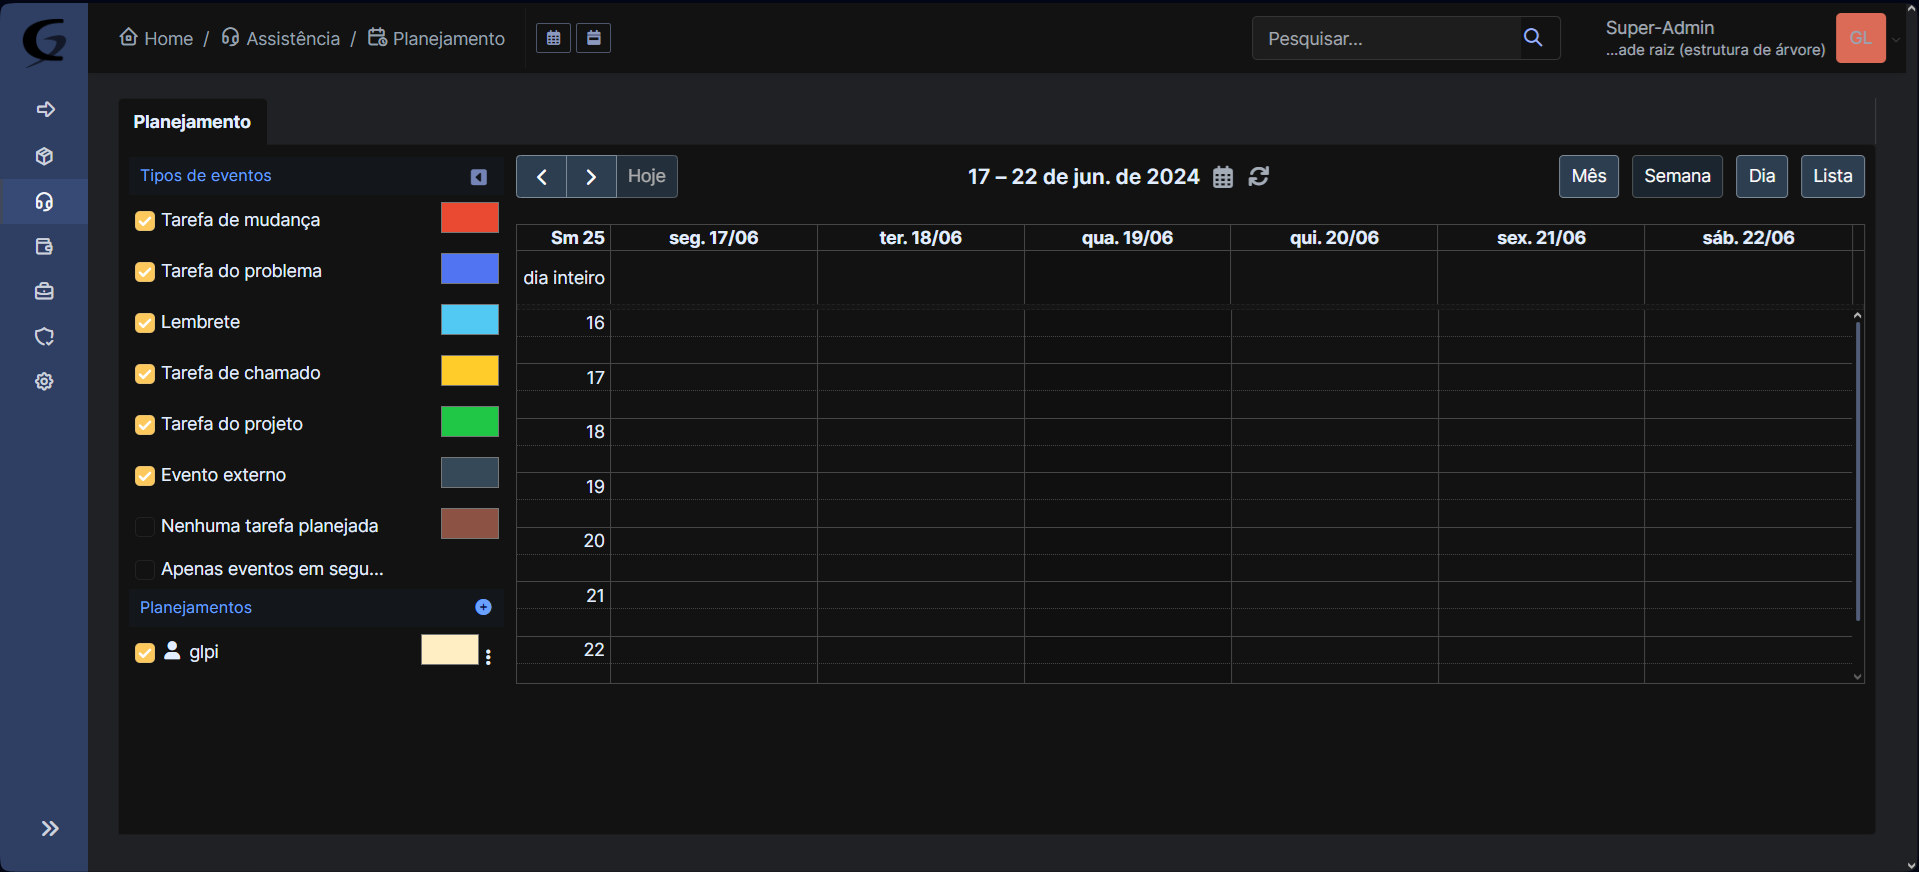 Home / Assistência / Planejamento
Pesquisar...
Super-Admin
...ade raiz (estrutura de árvore)
GL
Planejamento
Tipos de eventos
Tarefa de mudança
Tarefa do problema
Lembrete
Tarefa de chamado
Tarefa do projeto
Evento externo
Nenhuma tarefa planejada
Apenas eventos em segu...
Planejamentos
glpi
Hoje
17 – 22 de jun. de 2024
Mês Semana Dia Lista
Sm 25 seg. 17/06 ter. 18/06 qua. 19/06 qui. 20/06 sex. 21/06 sáb. 22/06
dia inteiro
16
17
18
19
20
21
22